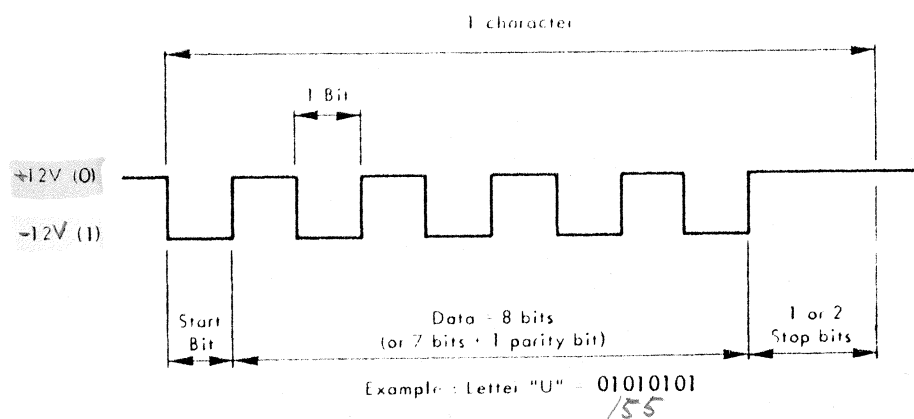 1 character
1 Bit
+12V (0)
-12V (1)
Start
Bit
Data - 8 bits
(or 7 bits + 1 parity bit)
1 or 2
Stop bits
Example : Letter "U" - 01010101
155